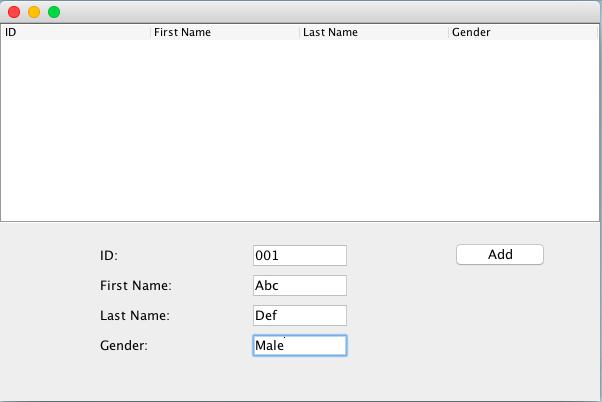 ID First Name Last Name Gender
ID: 001 Add
First Name: Abc
Last Name: Def
Gender: Male